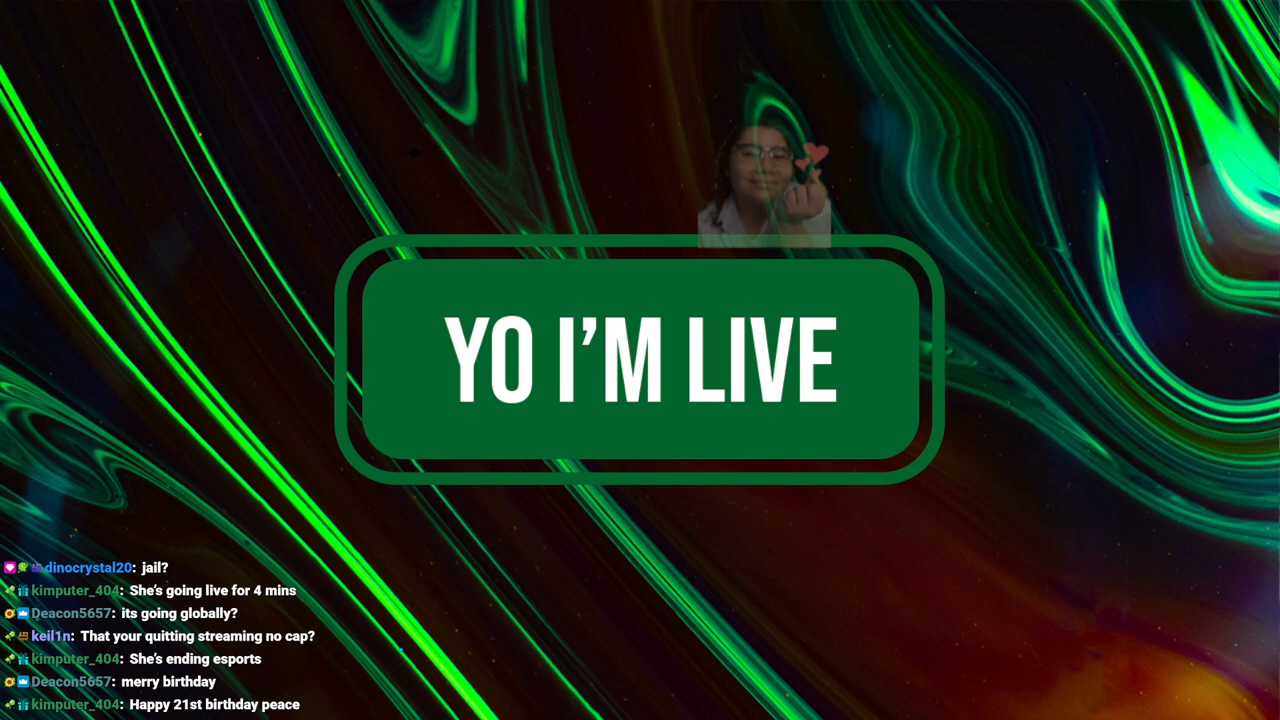 YO I’M LIVE
dinocrystal20: jail?
kimputer_404: She's going live for 4 mins
Deacon5657: its going globally?
keil1n: That your quitting streaming no cap?
kimputer_404: She's ending esports
Deacon5657: merry birthday
kimputer_404: Happy 21st birthday peace